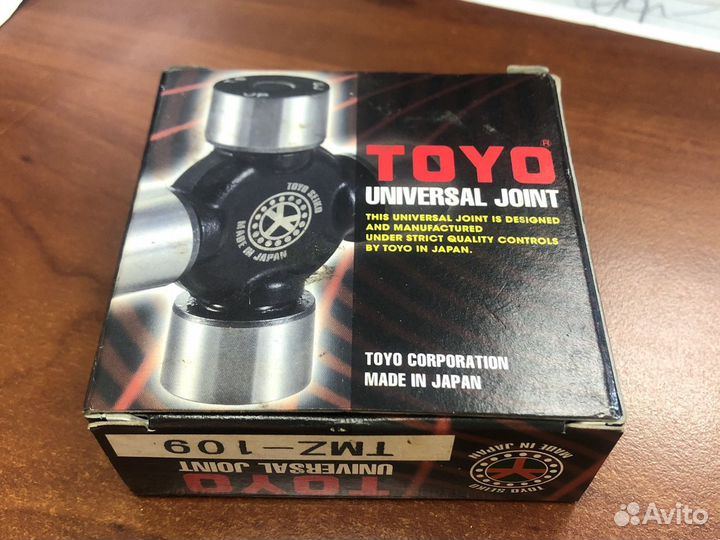 TOYO
R
UNIVERSAL JOINT
THIS UNIVERSAL JOINT IS DESIGNED
AND MANUFACTURED
UNDER STRICT QUALITY CONTROLS
BY TOYO IN JAPAN.
TOYO SEIKO
MADE IN JAPAN
TOYO CORPORATION
MADE IN JAPAN
TMZ-109
UNIVERSAL JOINT
TOYO
MADE IN JAPAN
TOYO SEIKO
Avito